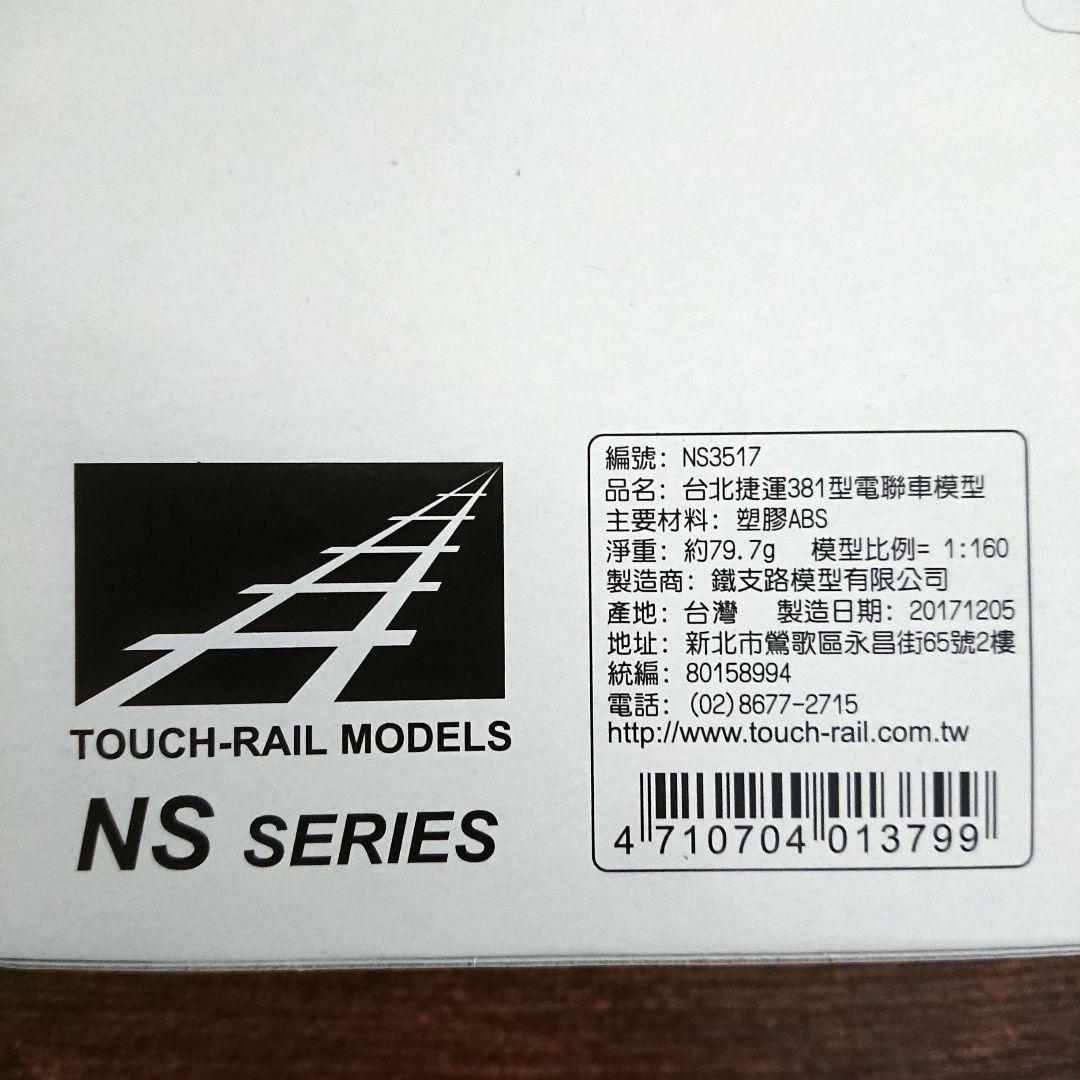 TOUCH-RAIL MODELS
NS SERIES
編號: NS3517
品名: 台北捷運381型電聯車模型
主要材料: 塑膠ABS
淨重: 約79.7g 模型比例= 1:160
製造商: 鐵支路模型有限公司
產地: 台灣 製造日期: 20171205
地址: 新北市鶯歌區永昌街65號2樓
統編: 80158994
電話: (02)8677-2715
http://www.touch-rail.com.tw
4 710704 013799